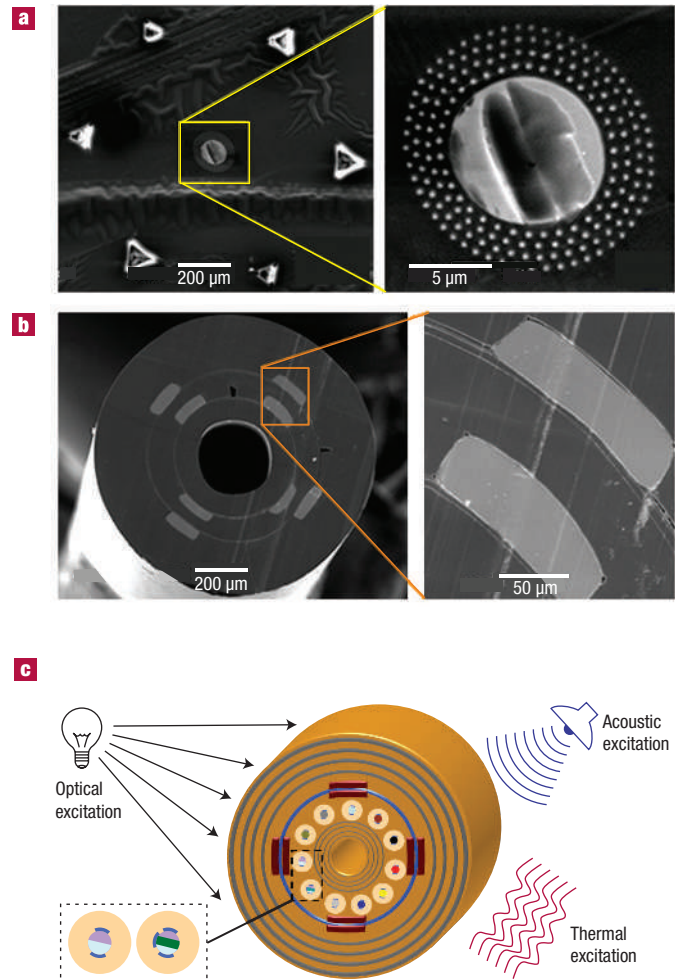 a
200 µm
5 µm
b
200 µm
50 µm
c
Optical
excitation
Acoustic
excitation
Thermal
excitation